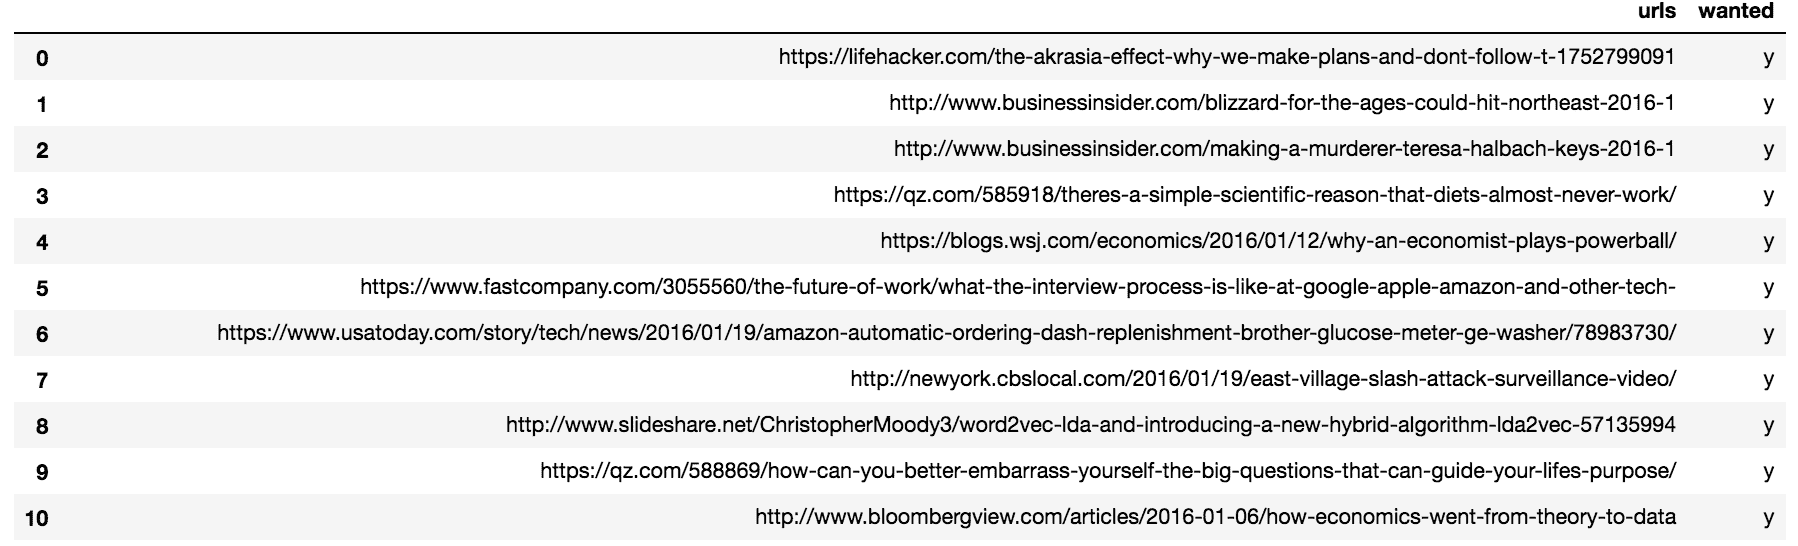 urls wanted
0 https://lifehacker.com/the-akrasia-effect-why-we-make-plans-and-dont-follow-t-1752799091 y
1 http://www.businessinsider.com/blizzard-for-the-ages-could-hit-northeast-2016-1 y
2 http://www.businessinsider.com/making-a-murderer-teresa-halbach-keys-2016-1 y
3 https://qz.com/585918/theres-a-simple-scientific-reason-that-diets-almost-never-work/ y
4 https://blogs.wsj.com/economics/2016/01/12/why-an-economist-plays-powerball/ y
5 https://www.fastcompany.com/3055560/the-future-of-work/what-the-interview-process-is-like-at-google-apple-amazon-and-other-tech- y
6 https://www.usatoday.com/story/tech/news/2016/01/19/amazon-automatic-ordering-dash-replenishment-brother-glucose-meter-ge-washer/78983730/ y
7 http://newyork.cbslocal.com/2016/01/19/east-village-slash-attack-surveillance-video/ y
8 http://www.slideshare.net/ChristopherMoody3/word2vec-lda-and-introducing-a-new-hybrid-algorithm-lda2vec-57135994 y
9 https://qz.com/588869/how-can-you-better-embarrass-yourself-the-big-questions-that-can-guide-your-lifes-purpose/ y
10 http://www.bloombergview.com/articles/2016-01-06/how-economics-went-from-theory-to-data y